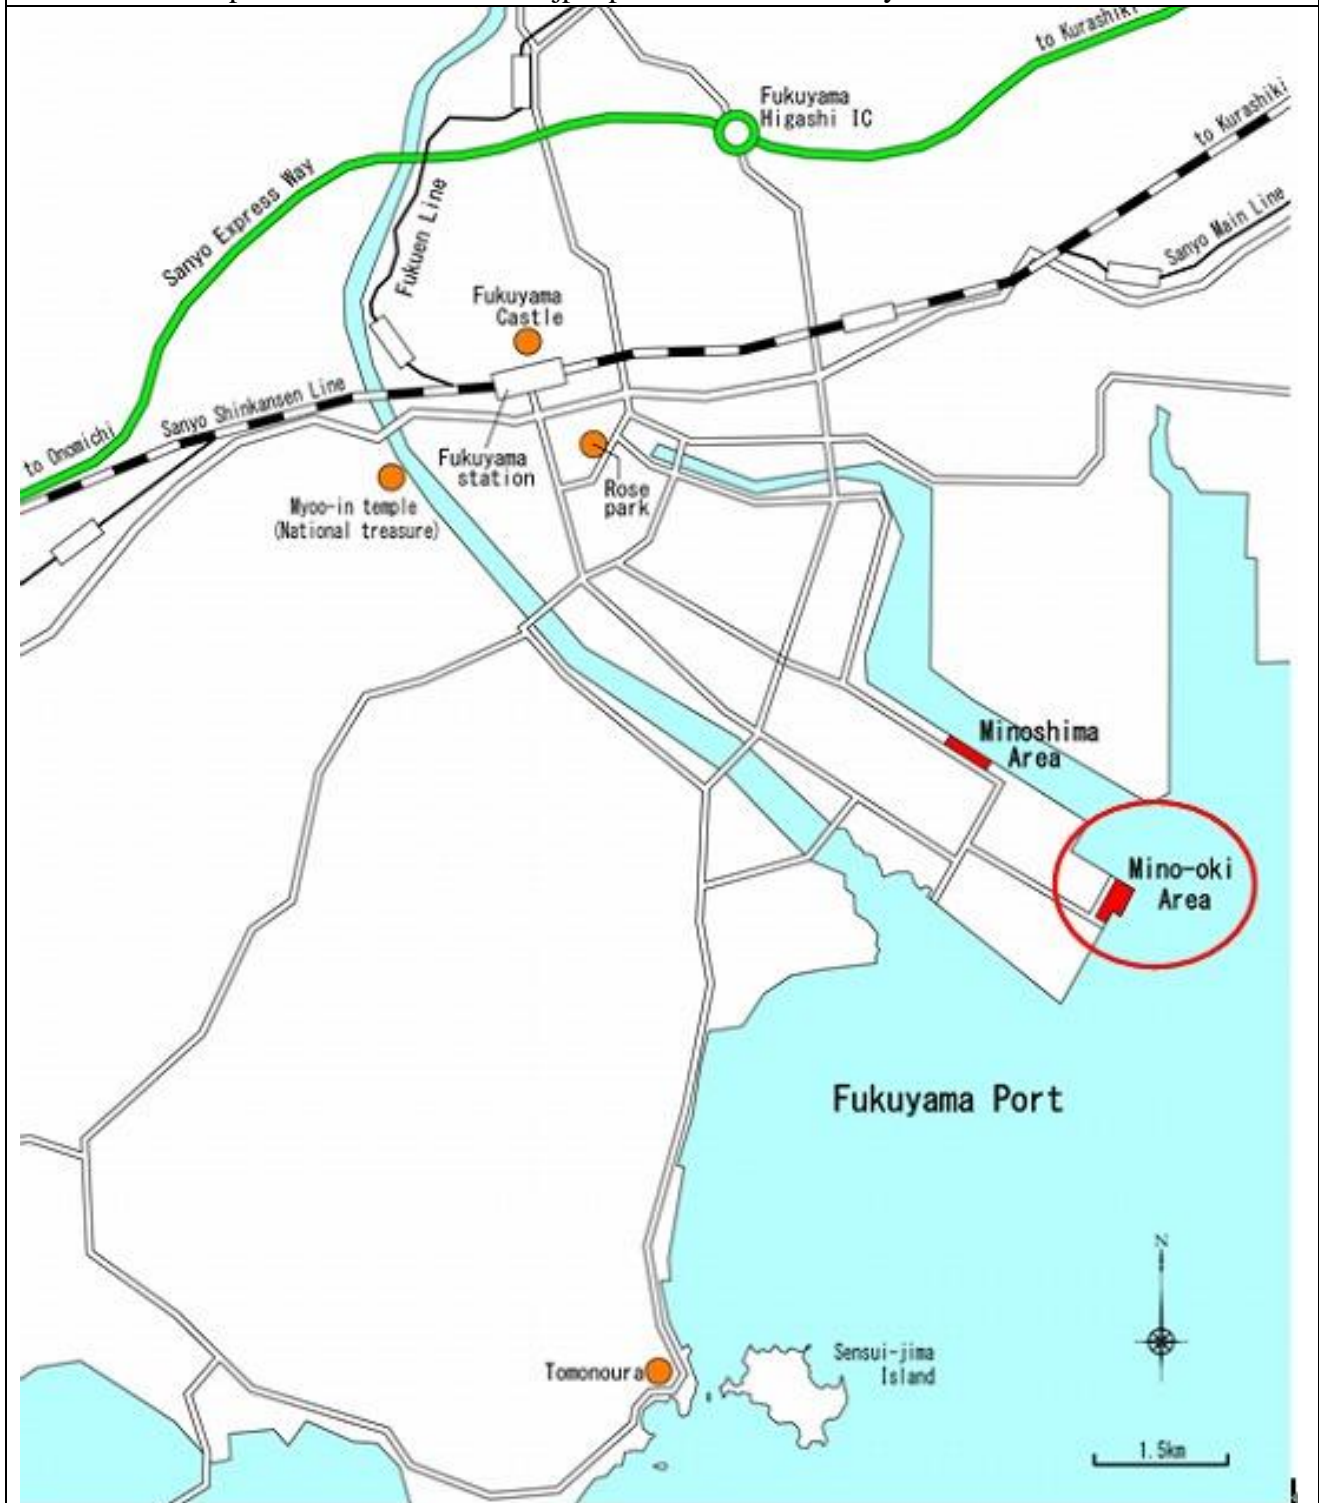 to Kurashiki
Fukuyama
Higashi IC
to Kurashiki
Sanyo Express Way
Fukuen Line
Sanyo Main Line
Fukuyama
Castle
Sanyo Shinkansen Line
to Onomichi
Fukuyama
station
Rose
park
Myoo-in temple
(National treasure)
Minoshima
Area
Mino-oki
Area
Fukuyama Port
N
Tomonoura
Sensui-jima
Island
1.5km